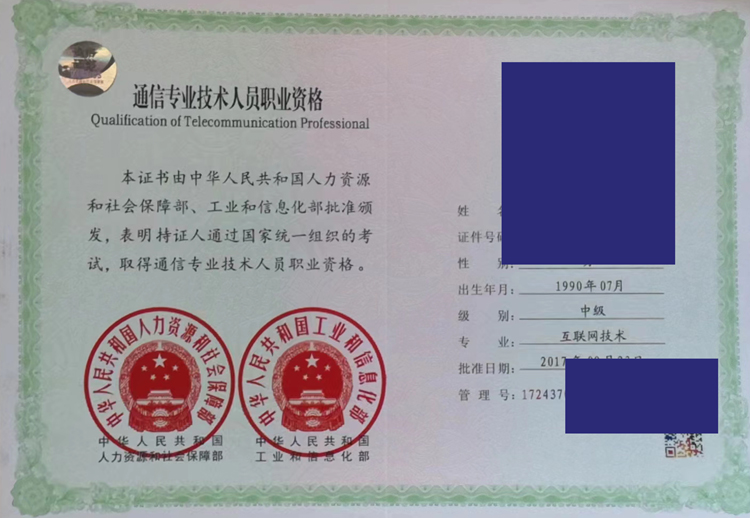 通信专业技术人员职业资格
Qualification of Telecommunication Professional
本证书由中华人民共和国人力资源
和社会保障部、工业和信息化部批准颁
发，表明持证人通过国家统一组织的考
试，取得通信专业技术人员职业资格。
中华人民共和国人力资源和社会保障部
中华人民共和国
人力资源和社会保障部
中华人民共和国工业和信息化部
中华人民共和国
工业和信息化部
姓
证件号码
性 别：
出生年月： 1990年07月
级 别： 中级
专 业： 互联网技术
批准日期： 2017
管 理 号：17243